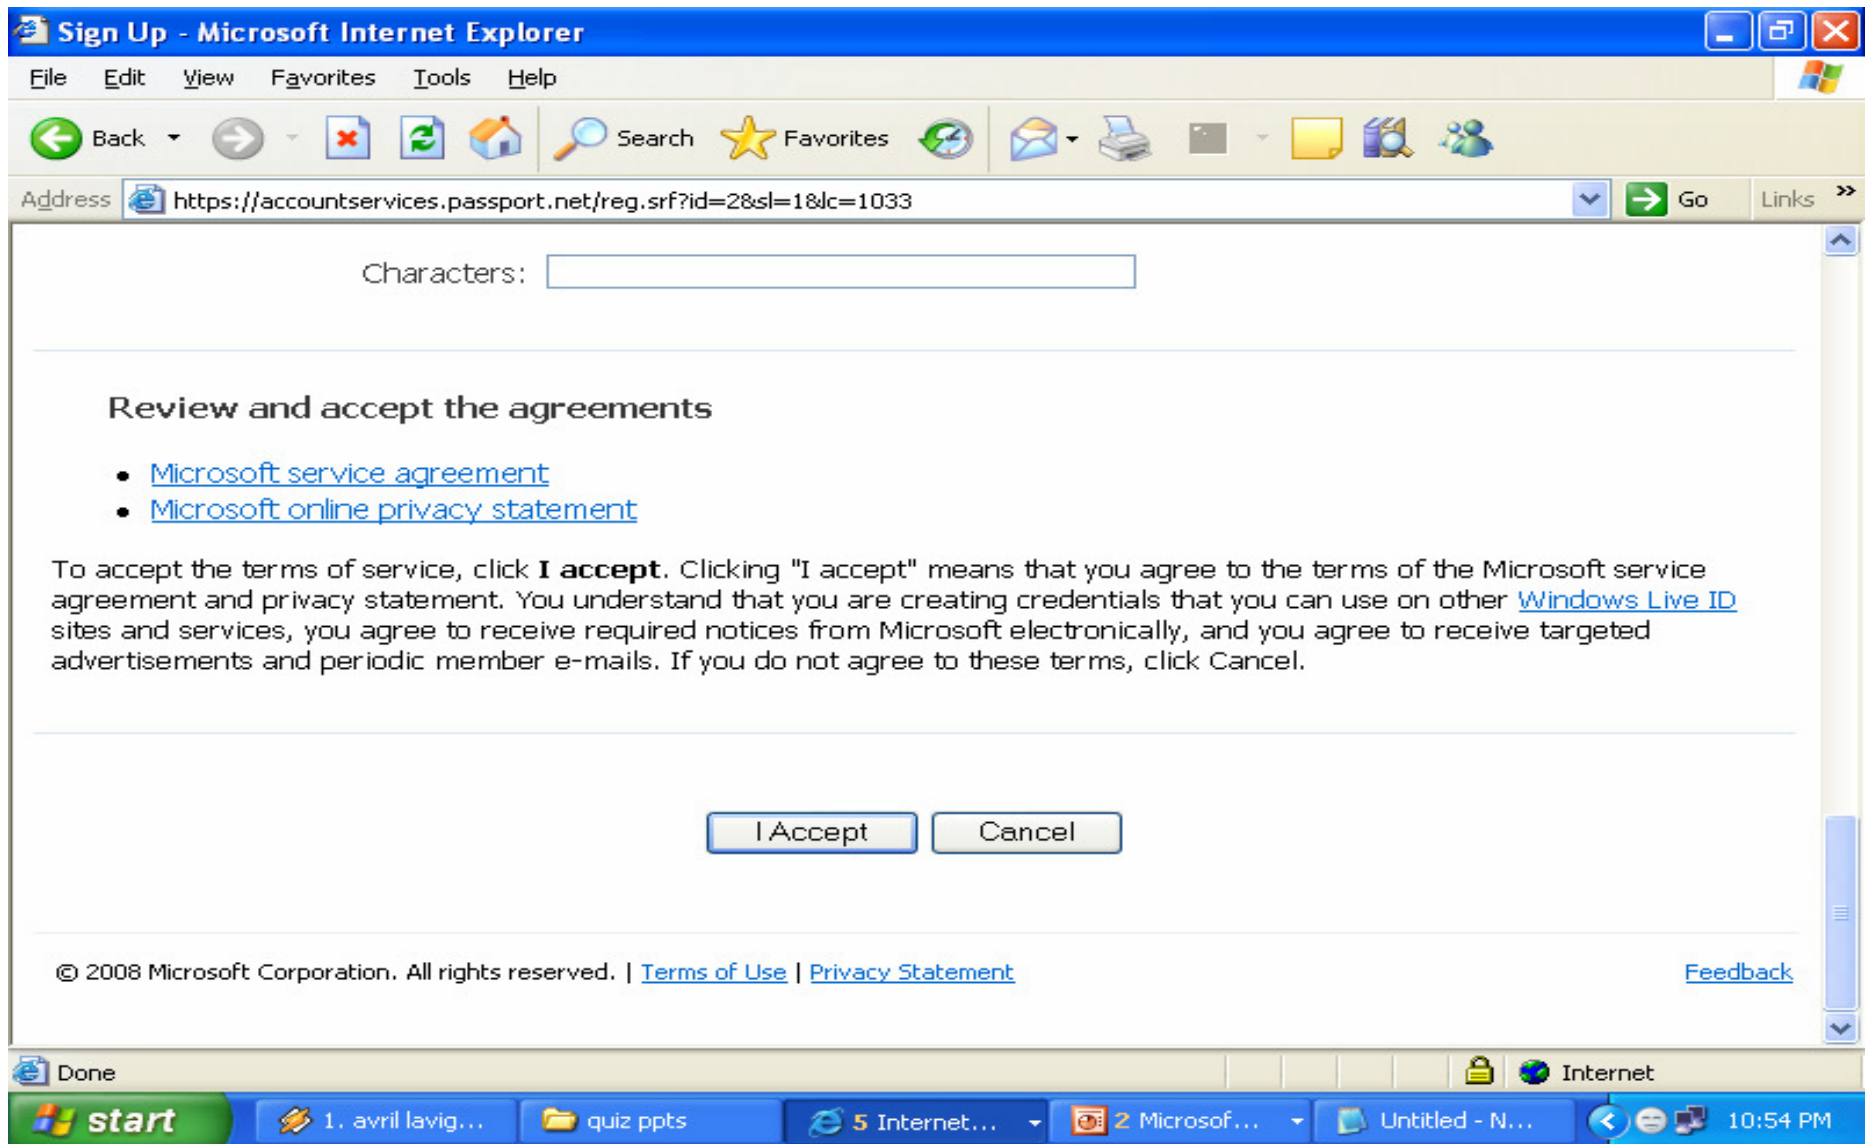 Sign Up - Microsoft Internet Explorer
File Edit View Favorites Tools Help
Back Search Favorites
Address https://accountservices.passport.net/reg.srf?id=2&sl=1&lc=1033 Go Links »
Characters:
Review and accept the agreements
• Microsoft service agreement
• Microsoft online privacy statement
To accept the terms of service, click I accept. Clicking "I accept" means that you agree to the terms of the Microsoft service
agreement and privacy statement. You understand that you are creating credentials that you can use on other Windows Live ID
sites and services, you agree to receive required notices from Microsoft electronically, and you agree to receive targeted
advertisements and periodic member e-mails. If you do not agree to these terms, click Cancel.
I Accept Cancel
© 2008 Microsoft Corporation. All rights reserved. | Terms of Use | Privacy Statement Feedback
Done Internet
start 1. avril lavig... quiz ppts 5 Internet... 2 Microsof... Untitled - N... 10:54 PM